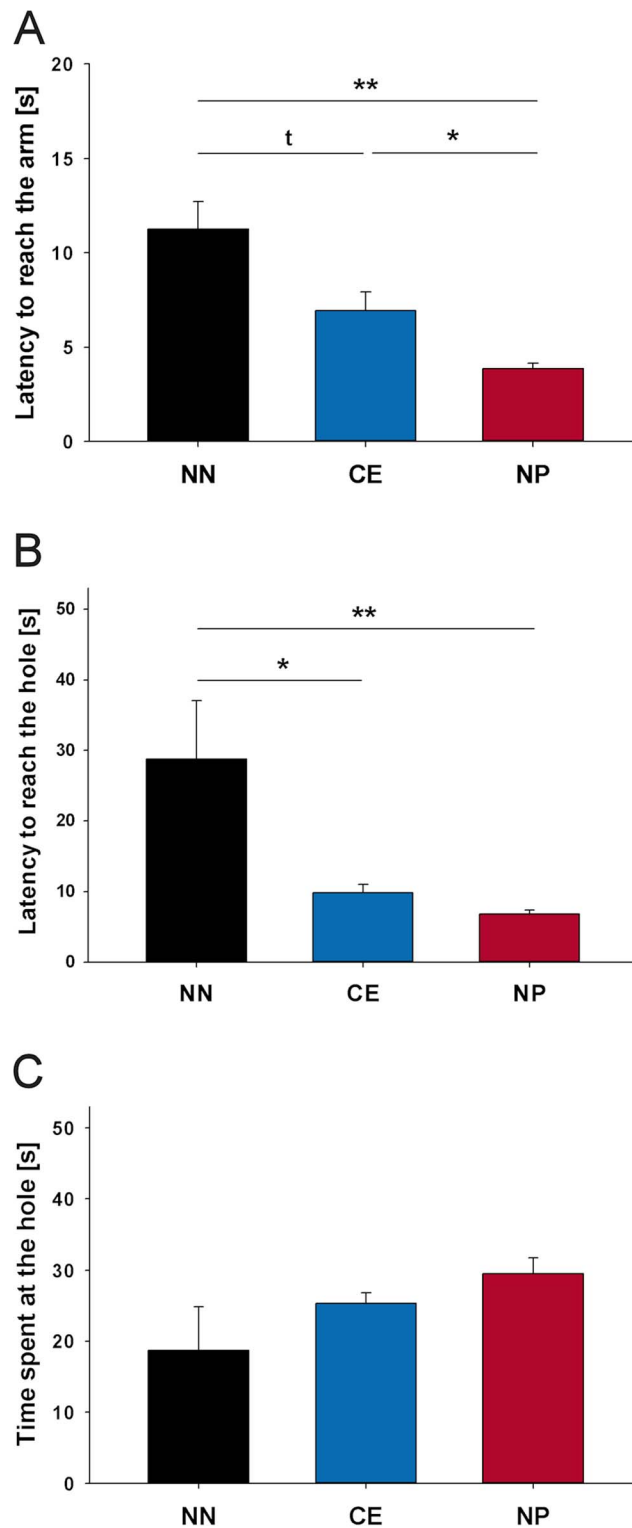 A
Latency to reach the arm [s]
20
**
t
*
15
10
5
0
NN CE NP
B
Latency to reach the hole [s]
50
**
*
40
30
20
10
0
NN CE NP
C
Time spent at the hole [s]
50
40
30
20
10
0
NN CE NP